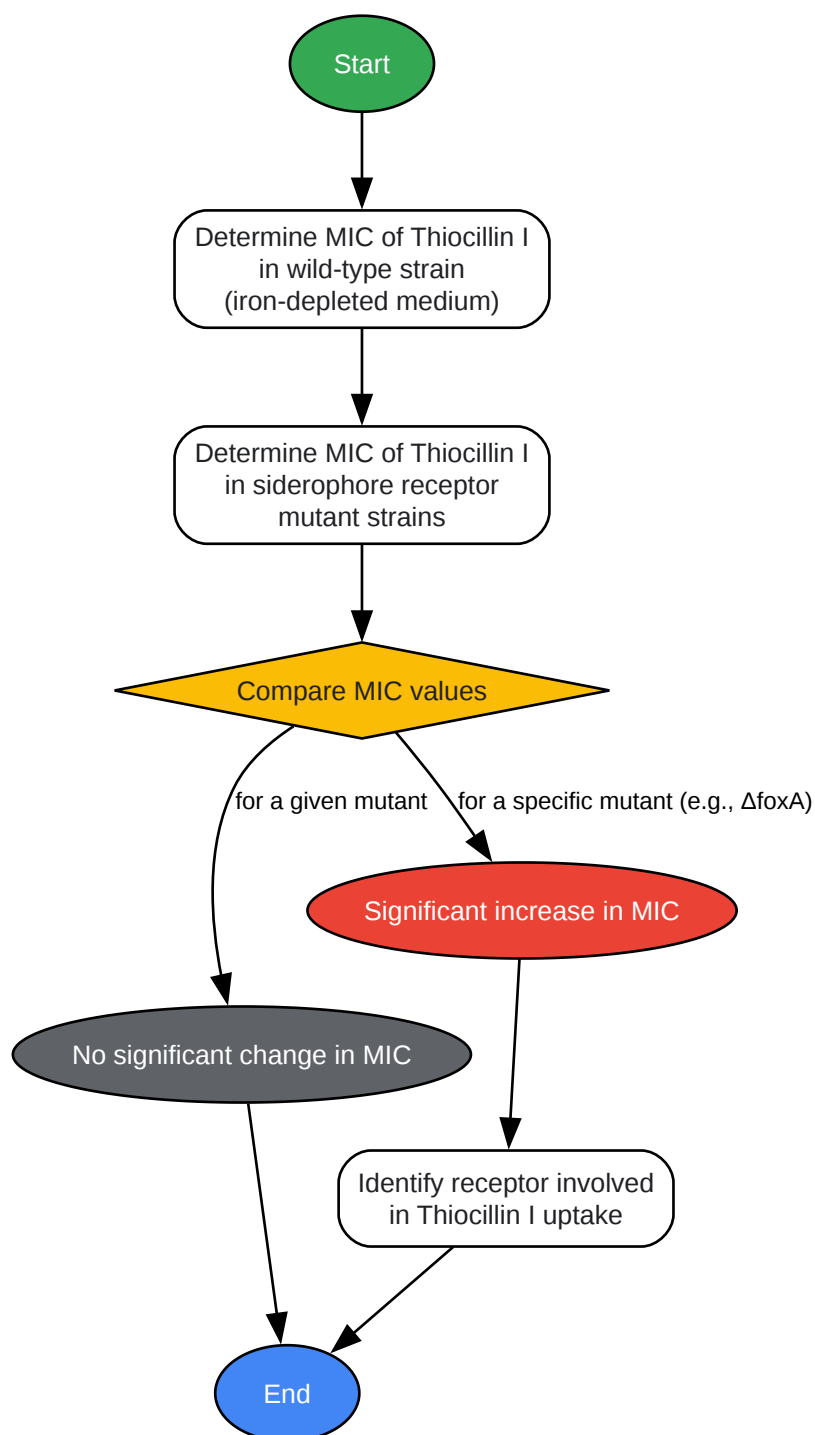 Start
Determine MIC of Thiocillin I
in wild-type strain
(iron-depleted medium)
Determine MIC of Thiocillin I
in siderophore receptor
mutant strains
Compare MIC values
for a given mutant
for a specific mutant (e.g., ΔfoxA)
Significant increase in MIC
No significant change in MIC
Identify receptor involved
in Thiocillin I uptake
End